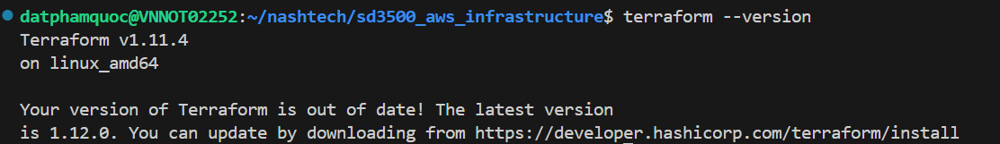 datphamquoc@VNNOT02252:~/nashtech/sd3500_aws_infrastructure$ terraform --version
Terraform v1.11.4
on linux_amd64
Your version of Terraform is out of date! The latest version
is 1.12.0. You can update by downloading from https://developer.hashicorp.com/terraform/install